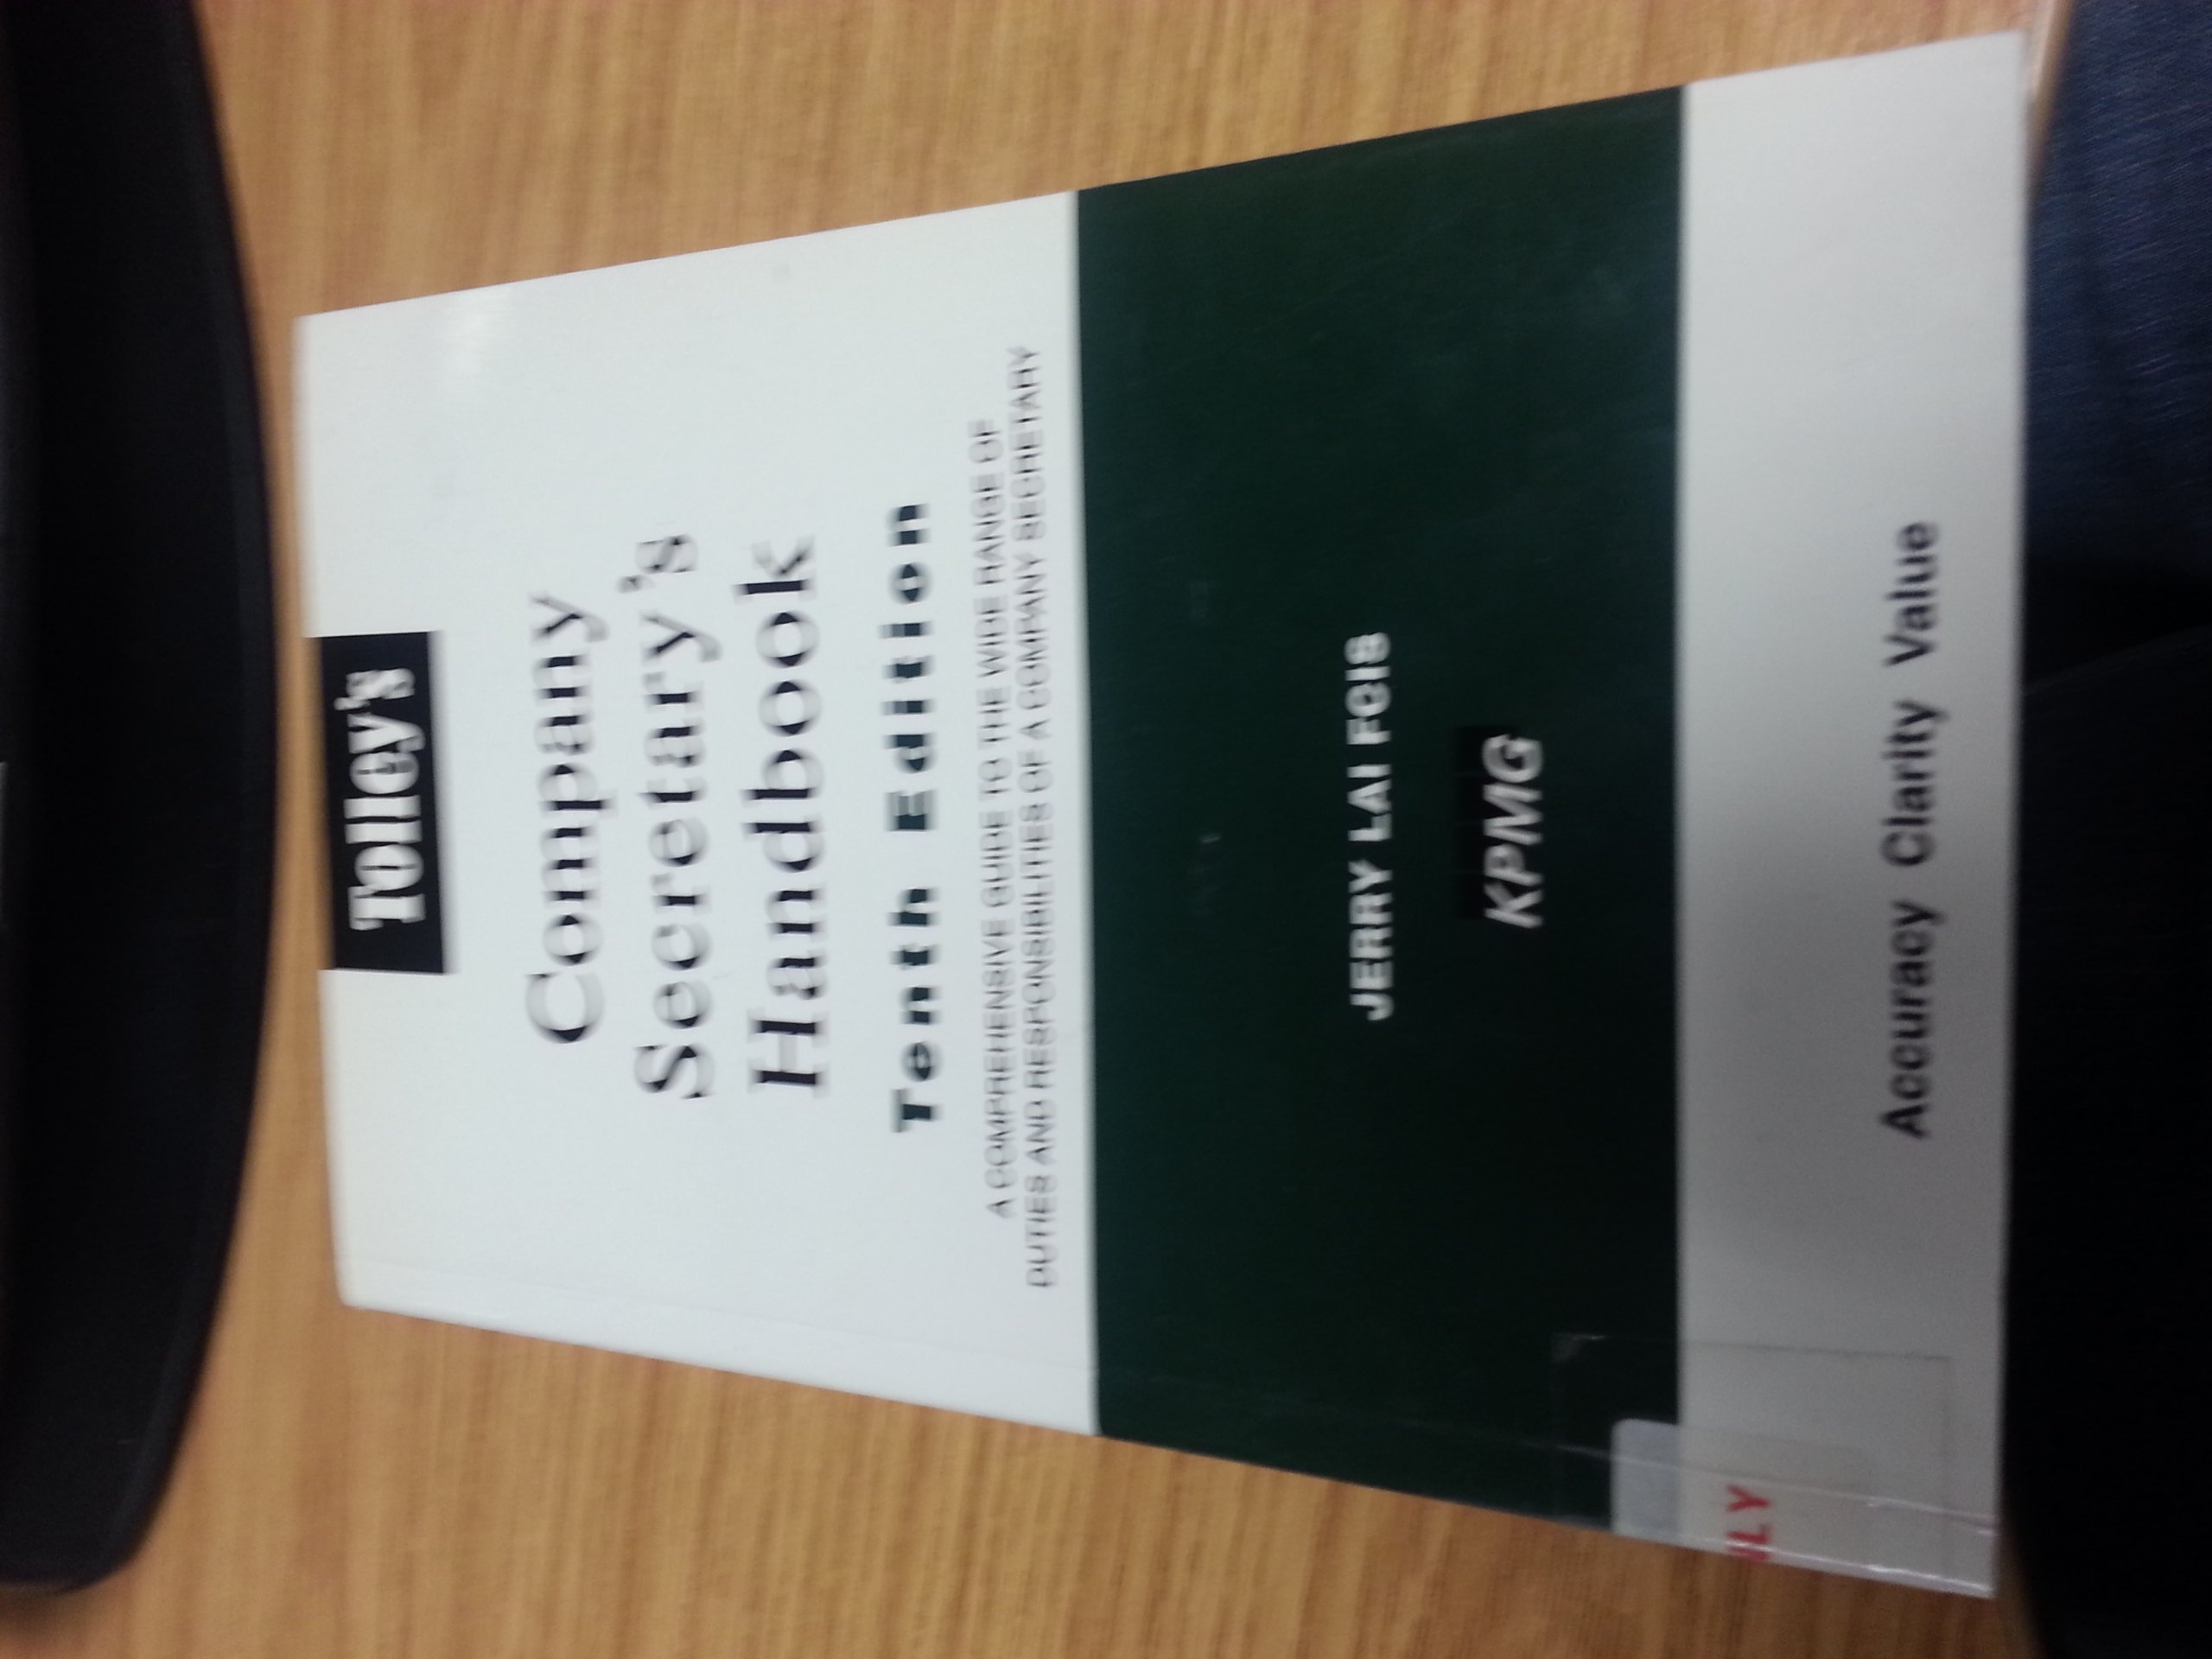 Tolley's
Company
Secretary's
Handbook
Tenth Edition
A COMPREHENSIVE GUIDE TO THE WIDE RANGE OF
DUTIES AND RESPONSIBILITIES OF A COMPANY SECRETARY
JERRY LAI FCIS
KPMG
Accuracy Clarity Value